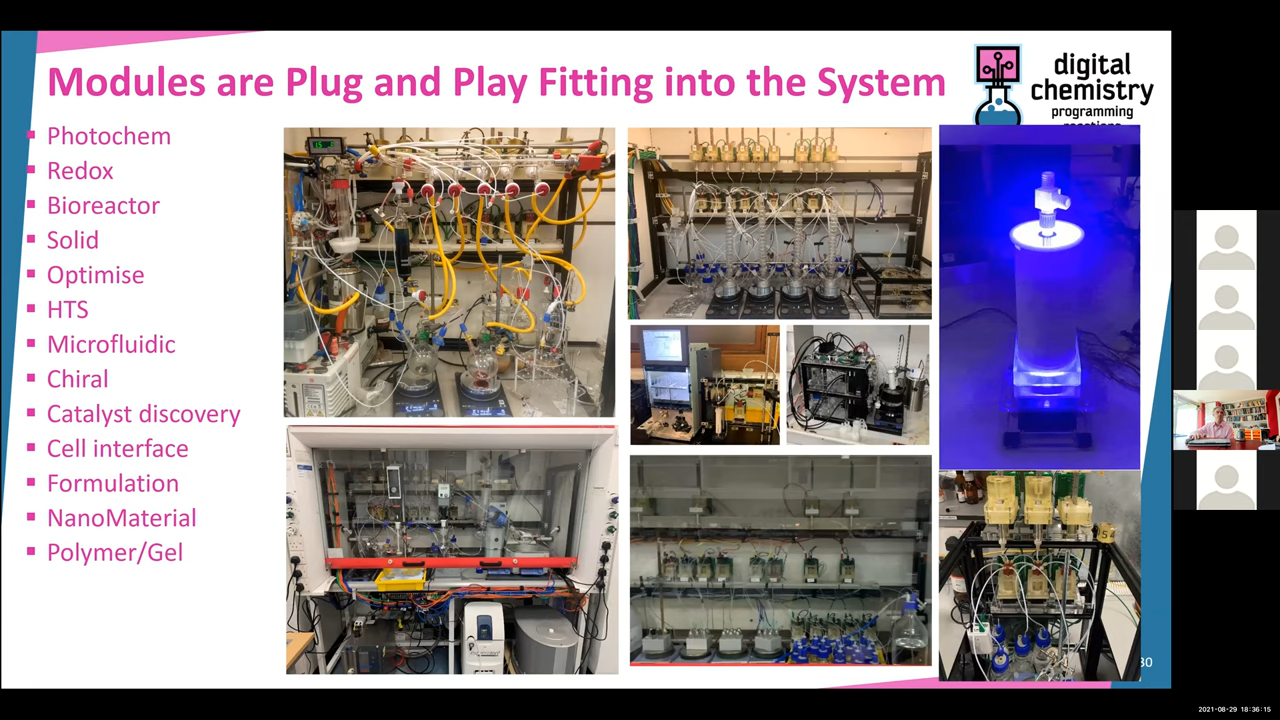 Modules are Plug and Play Fitting into the System
digital
chemistry
programming
Photochem
Redox
Bioreactor
Solid
Optimise
HTS
Microfluidic
Chiral
Catalyst discovery
Cell interface
Formulation
NanoMaterial
Polymer/Gel
30
2021-08-29 18:36:15